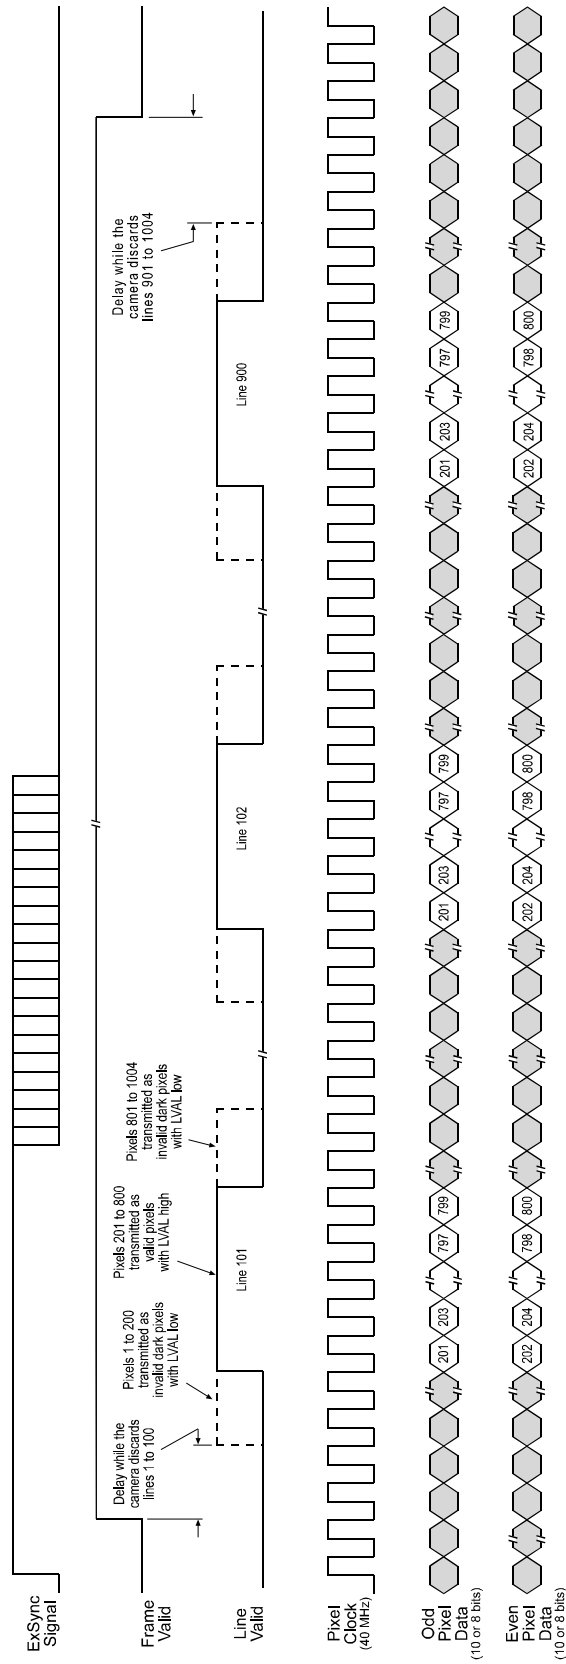 ExSync
Signal
Frame
Valid
Delay while the
camera discards
lines 1 to 100
Pixels 1 to 200
transmitted as
invalid dark pixels
with LVAL low
Pixels 201 to 800
transmitted as
valid pixels
with LVAL high
Pixels 801 to 1004
transmitted as
invalid dark pixels
with LVAL low
Delay while the
camera discards
lines 901 to 1004
Line
Valid
Line 101
Line 102
Line 900
Pixel
Clock
(40 MHz)
Odd
Pixel
Data
(10 or 8 bits)
201 203 797 799 201 203 797 799 201 203 797 799
Even
Pixel
Data
(10 or 8 bits)
202 204 798 800 202 204 798 800 202 204 798 800